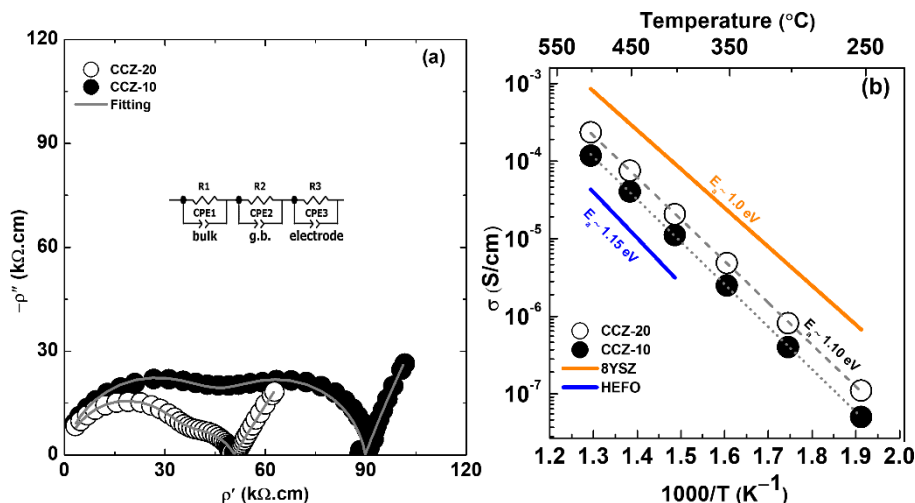 (a)
CCZ-20
CCZ-10
Fitting
R1 R2 R3
CPE1 CPE2 CPE3
bulk g.b. electrode
120
90
60
30
0
−ρ″ (kΩ.cm)
0 30 60 90 120
ρ′ (kΩ.cm)
Temperature (°C)
550 450 350 250
(b)
10⁻³
10⁻⁴
10⁻⁵
10⁻⁶
10⁻⁷
σ (S/cm)
Eₐ~ 1.0 eV
Eₐ~ 1.15 eV
Eₐ~ 1.10 eV
CCZ-20
CCZ-10
8YSZ
HEFO
1.2 1.3 1.4 1.5 1.6 1.7 1.8 1.9 2.0
1000/T (K⁻¹)